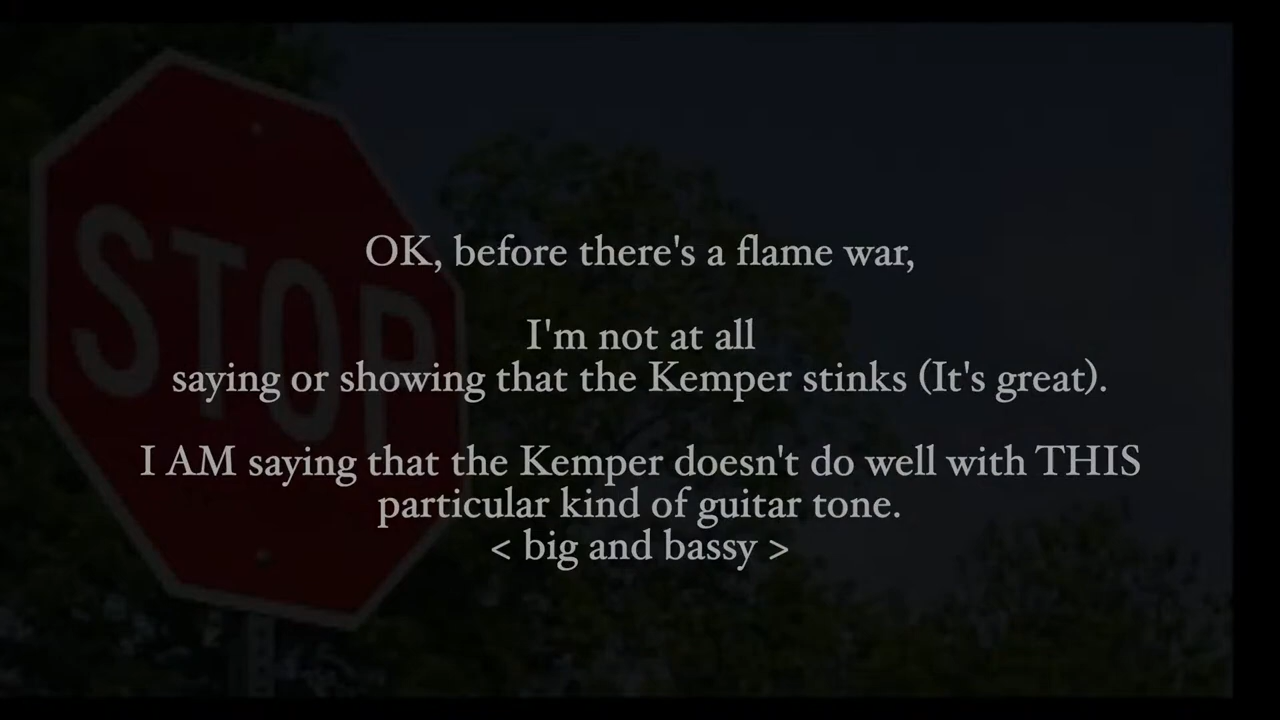 STOP
OK, before there's a flame war,
I'm not at all
saying or showing that the Kemper stinks (It's great).
I AM saying that the Kemper doesn't do well with THIS
particular kind of guitar tone.
< big and bassy >